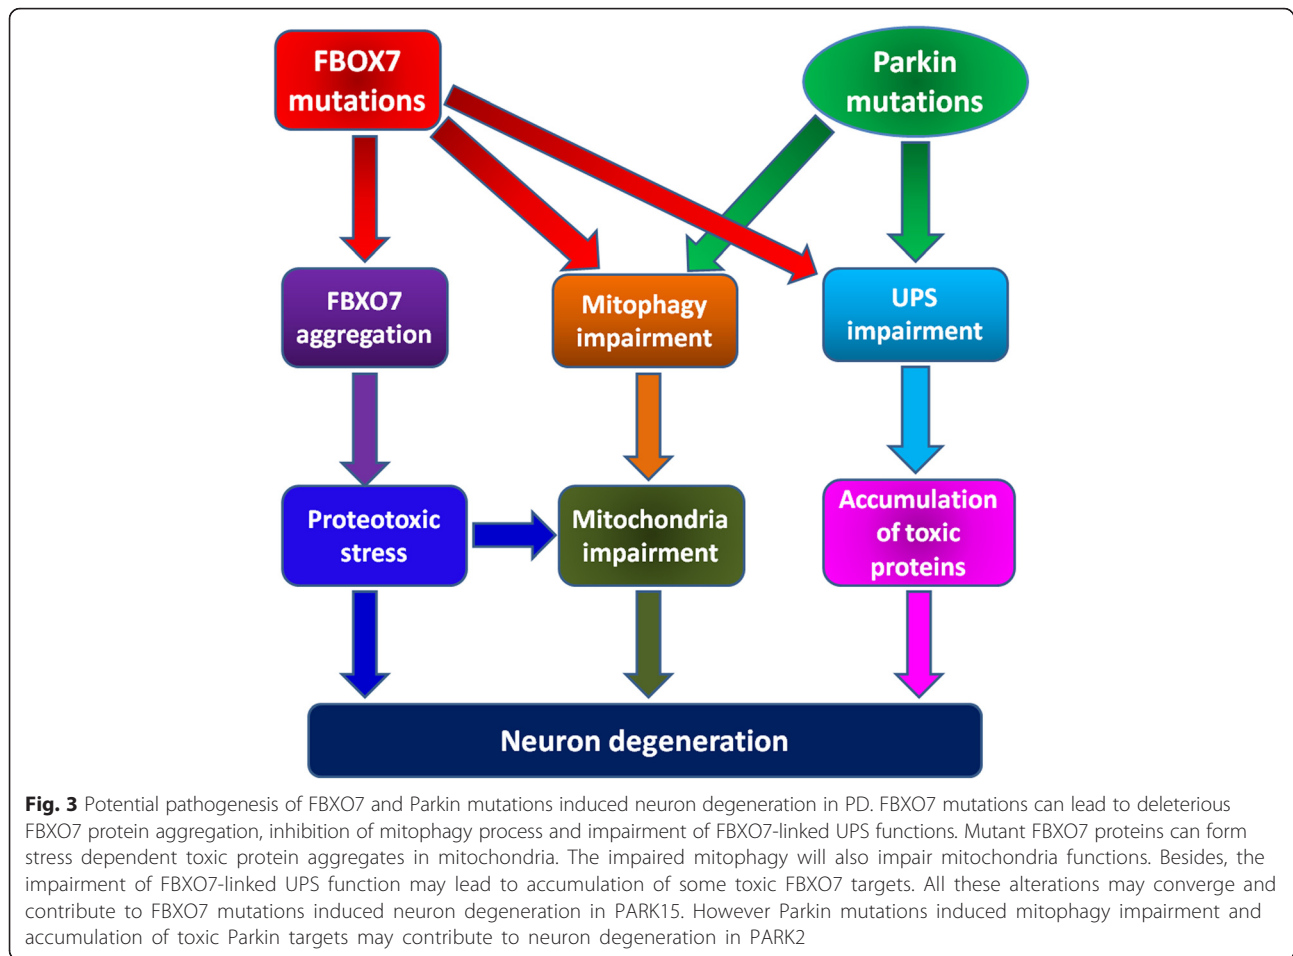 FBOX7
mutations
Parkin
mutations
FBXO7
aggregation
Mitophagy
impairment
UPS
impairment
Proteotoxic
stress
Mitochondria
impairment
Accumulation
of toxic
proteins
Neuron degeneration
Fig. 3 Potential pathogenesis of FBXO7 and Parkin mutations induced neuron degeneration in PD. FBXO7 mutations can lead to deleterious
FBXO7 protein aggregation, inhibition of mitophagy process and impairment of FBXO7-linked UPS functions. Mutant FBXO7 proteins can form
stress dependent toxic protein aggregates in mitochondria. The impaired mitophagy will also impair mitochondria functions. Besides, the
impairment of FBXO7-linked UPS function may lead to accumulation of some toxic FBXO7 targets. All these alterations may converge and
contribute to FBXO7 mutations induced neuron degeneration in PARK15. However Parkin mutations induced mitophagy impairment and
accumulation of toxic Parkin targets may contribute to neuron degeneration in PARK2